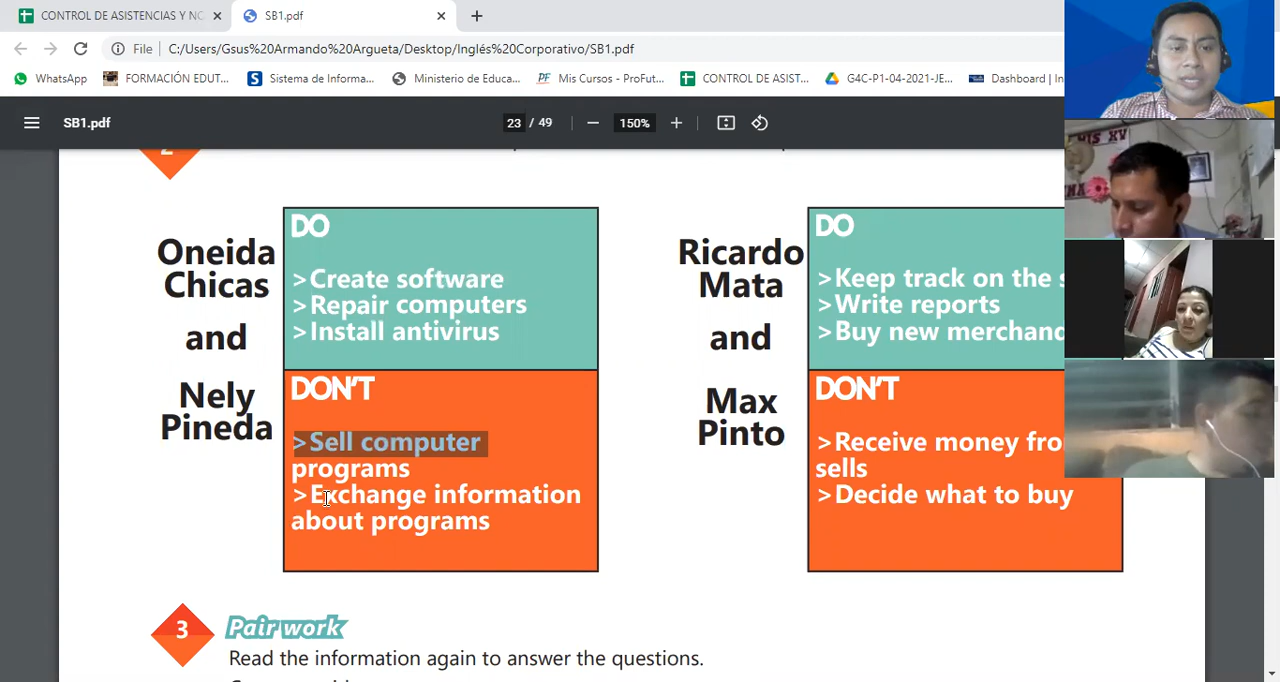 CONTROL DE ASISTENCIAS Y NC
SB1.pdf
File
C:/Users/Gsus%20Armando%20Argueta/Desktop/Inglés%20Corporativo/SB1.pdf
WhatsApp
FORMACIÓN EDUT...
Sistema de Informa...
Ministerio de Educa...
PF Mis Cursos - ProFut...
CONTROL DE ASIST...
G4C-P1-04-2021-JE...
Dashboard | In
SB1.pdf
23 / 49
150%
2
Oneida
Chicas
and
Nely
Pineda
DO
>Create software
>Repair computers
>Install antivirus
DON'T
>Sell computer
programs
>Exchange information
about programs
Ricardo
Mata
and
Max
Pinto
DO
>Keep track on the s
>Write reports
>Buy new merchand
DON'T
>Receive money fro
sells
>Decide what to buy
3
Pair work
Read the information again to answer the questions.